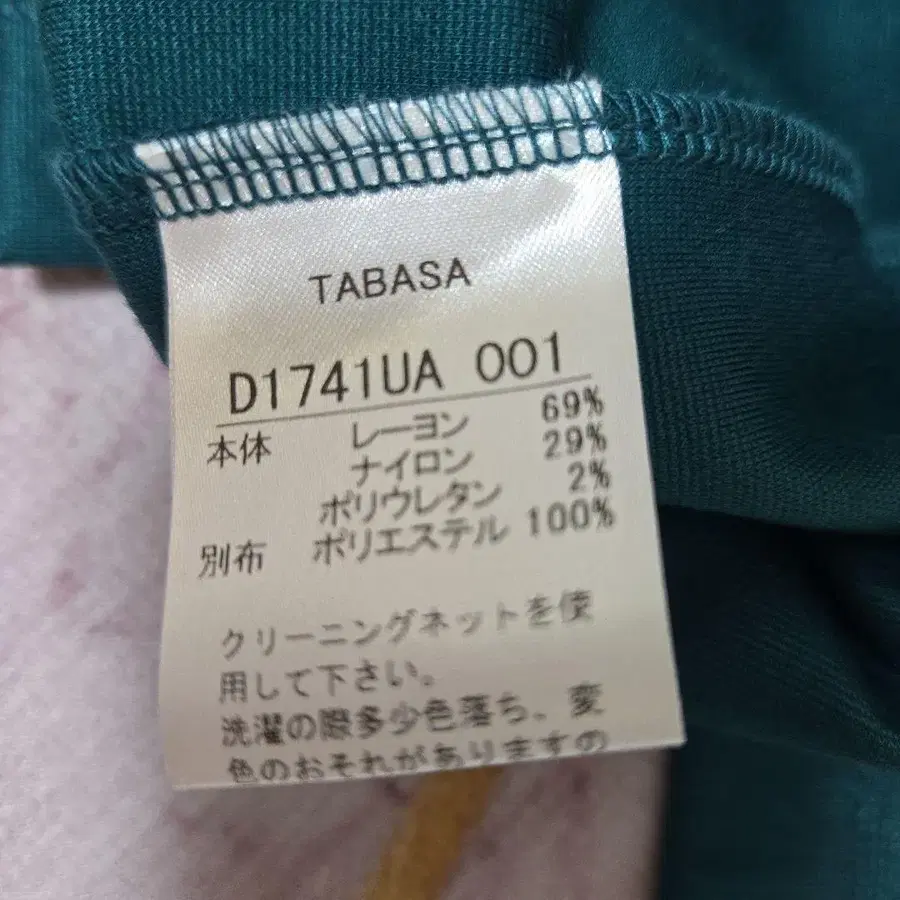 TABASA
D1741UA 001
本体 レーヨン 69%
ナイロン 29%
ポリウレタン 2%
別布 ポリエステル 100%
クリーニングネットを使
用して下さい。
洗濯の際多少色落ち、変
色のおそれがありますの